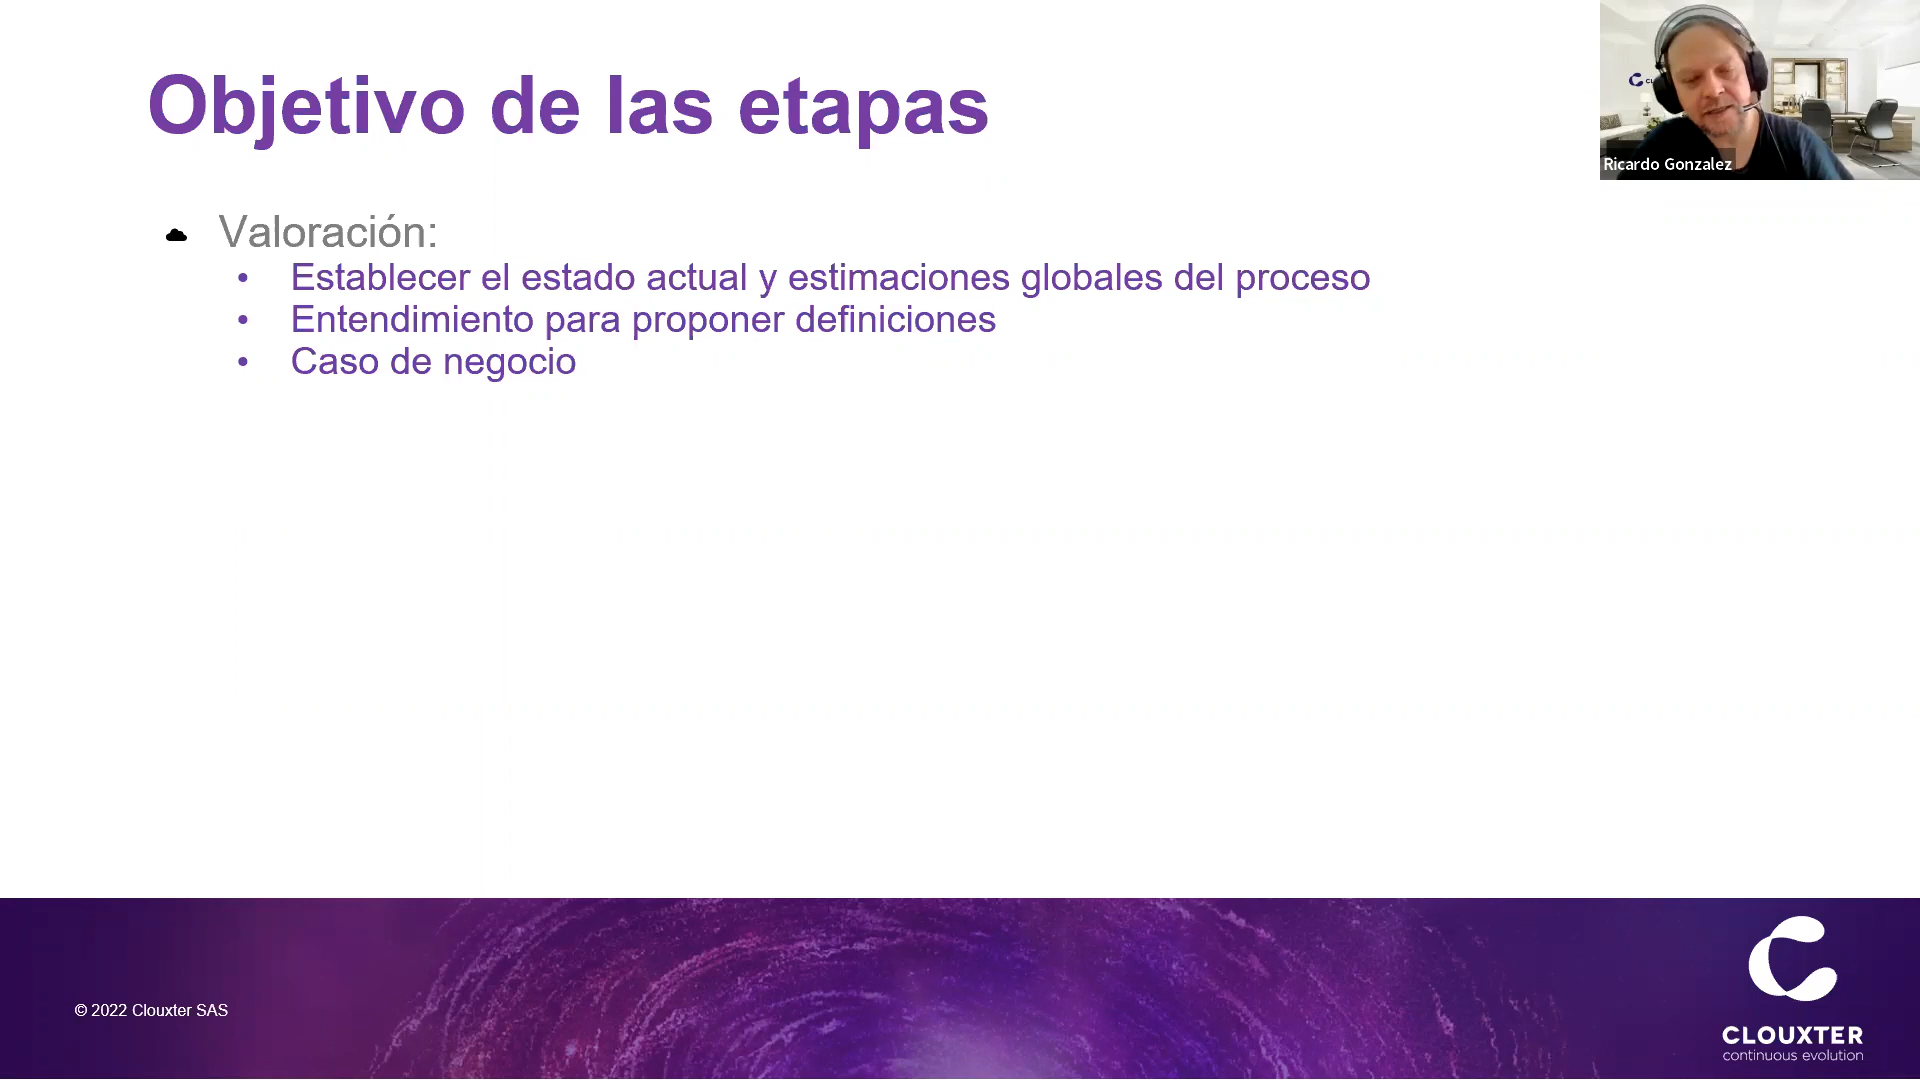 Objetivo de las etapas
Valoración:
• Establecer el estado actual y estimaciones globales del proceso
• Entendimiento para proponer definiciones
• Caso de negocio
Ricardo Gonzalez
© 2022 Clouxter SAS
CLOUXTER
continuous evolution